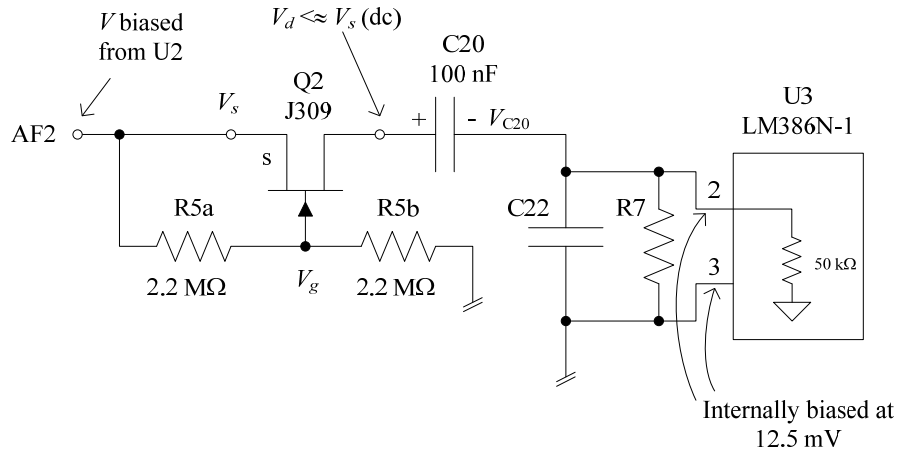 V biased
from U2
V_d <≈ V_s (dc)
C20
100 nF
Q2
J309
V_s
+ - V_C20
U3
LM386N-1
AF2
s
2
R5a
R5b
C22
R7
50 kΩ
3
2.2 MΩ
V_g
2.2 MΩ
Internally biased at
12.5 mV